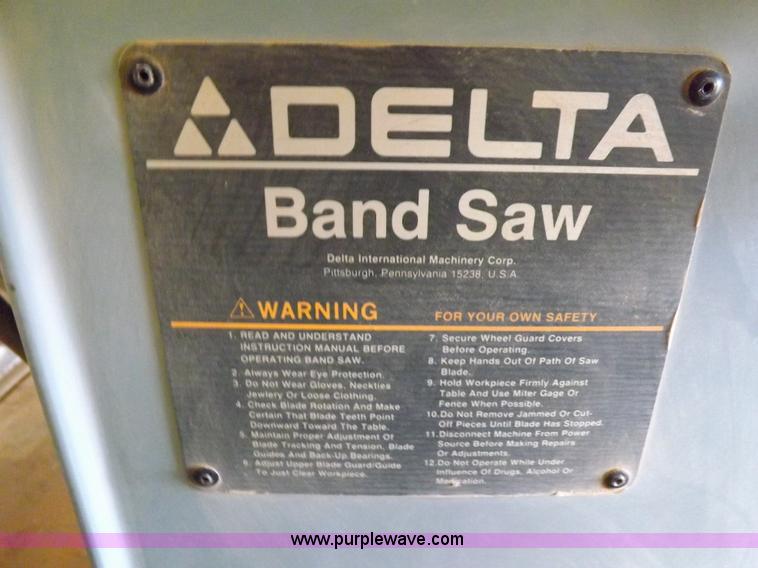 DELTA
Band Saw
Delta International Machinery Corp.
Pittsburgh, Pennsylvania 15238, U.S.A.
WARNING
FOR YOUR OWN SAFETY
1. READ AND UNDERSTAND
INSTRUCTION MANUAL BEFORE
OPERATING BAND SAW.
2. Always Wear Eye Protection.
3. Do Not Wear Gloves, Neckties
Jewlery Or Loose Clothing.
4. Check Blade Rotation And Make
Certain That Blade Teeth Point
Downward Toward The Table.
5. Maintain Proper Adjustment Of
Blade Tracking And Tension, Blade
Guides And Back-Up Bearings.
6. Adjust Upper Blade Guard/Guide
To Just Clear Workpiece.
7. Secure Wheel Guard Covers
Before Operating.
8. Keep Hands Out Of Path Of Saw
Blade.
9. Hold Workpiece Firmly Against
Table And Use Miter Gage Or
Fence When Possible.
10. Do Not Remove Jammed Or Cut-
Off Pieces Until Blade Has Stopped.
11. Disconnect Machine From Power
Source Before Making Repairs
Or Adjustments.
12. Do Not Operate While Under
Influence Of Drugs, Alcohol Or
Medication.
www.purplewave.com